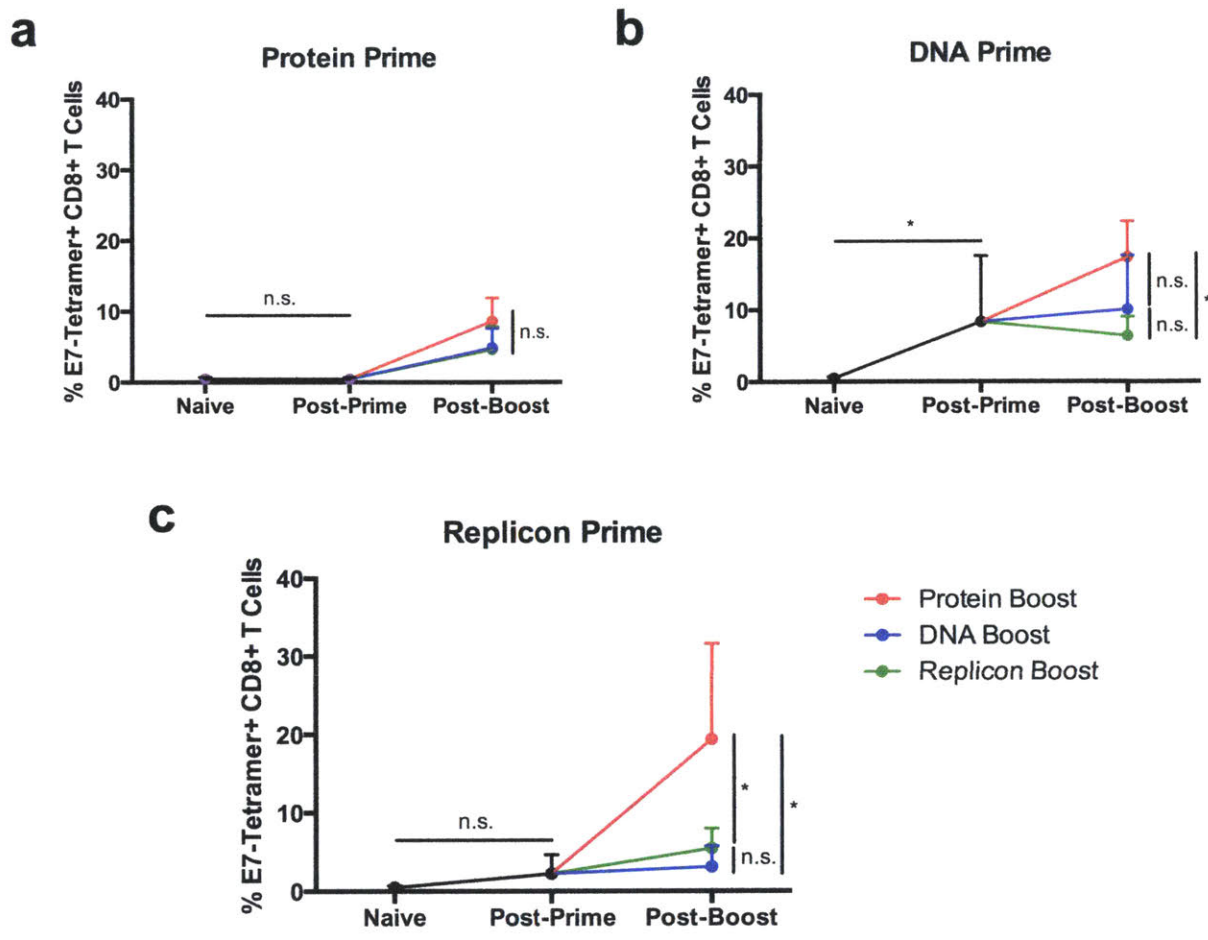 a
Protein Prime
% E7-Tetramer+ CD8+ T Cells
40
30
20
10
0
n.s.
n.s.
Naive
Post-Prime
Post-Boost
b
DNA Prime
% E7-Tetramer+ CD8+ T Cells
40
30
20
10
0
*
n.s.
n.s.
*
Naive
Post-Prime
Post-Boost
c
Replicon Prime
% E7-Tetramer+ CD8+ T Cells
40
30
20
10
0
n.s.
*
n.s.
*
Naive
Post-Prime
Post-Boost
Protein Boost
DNA Boost
Replicon Boost